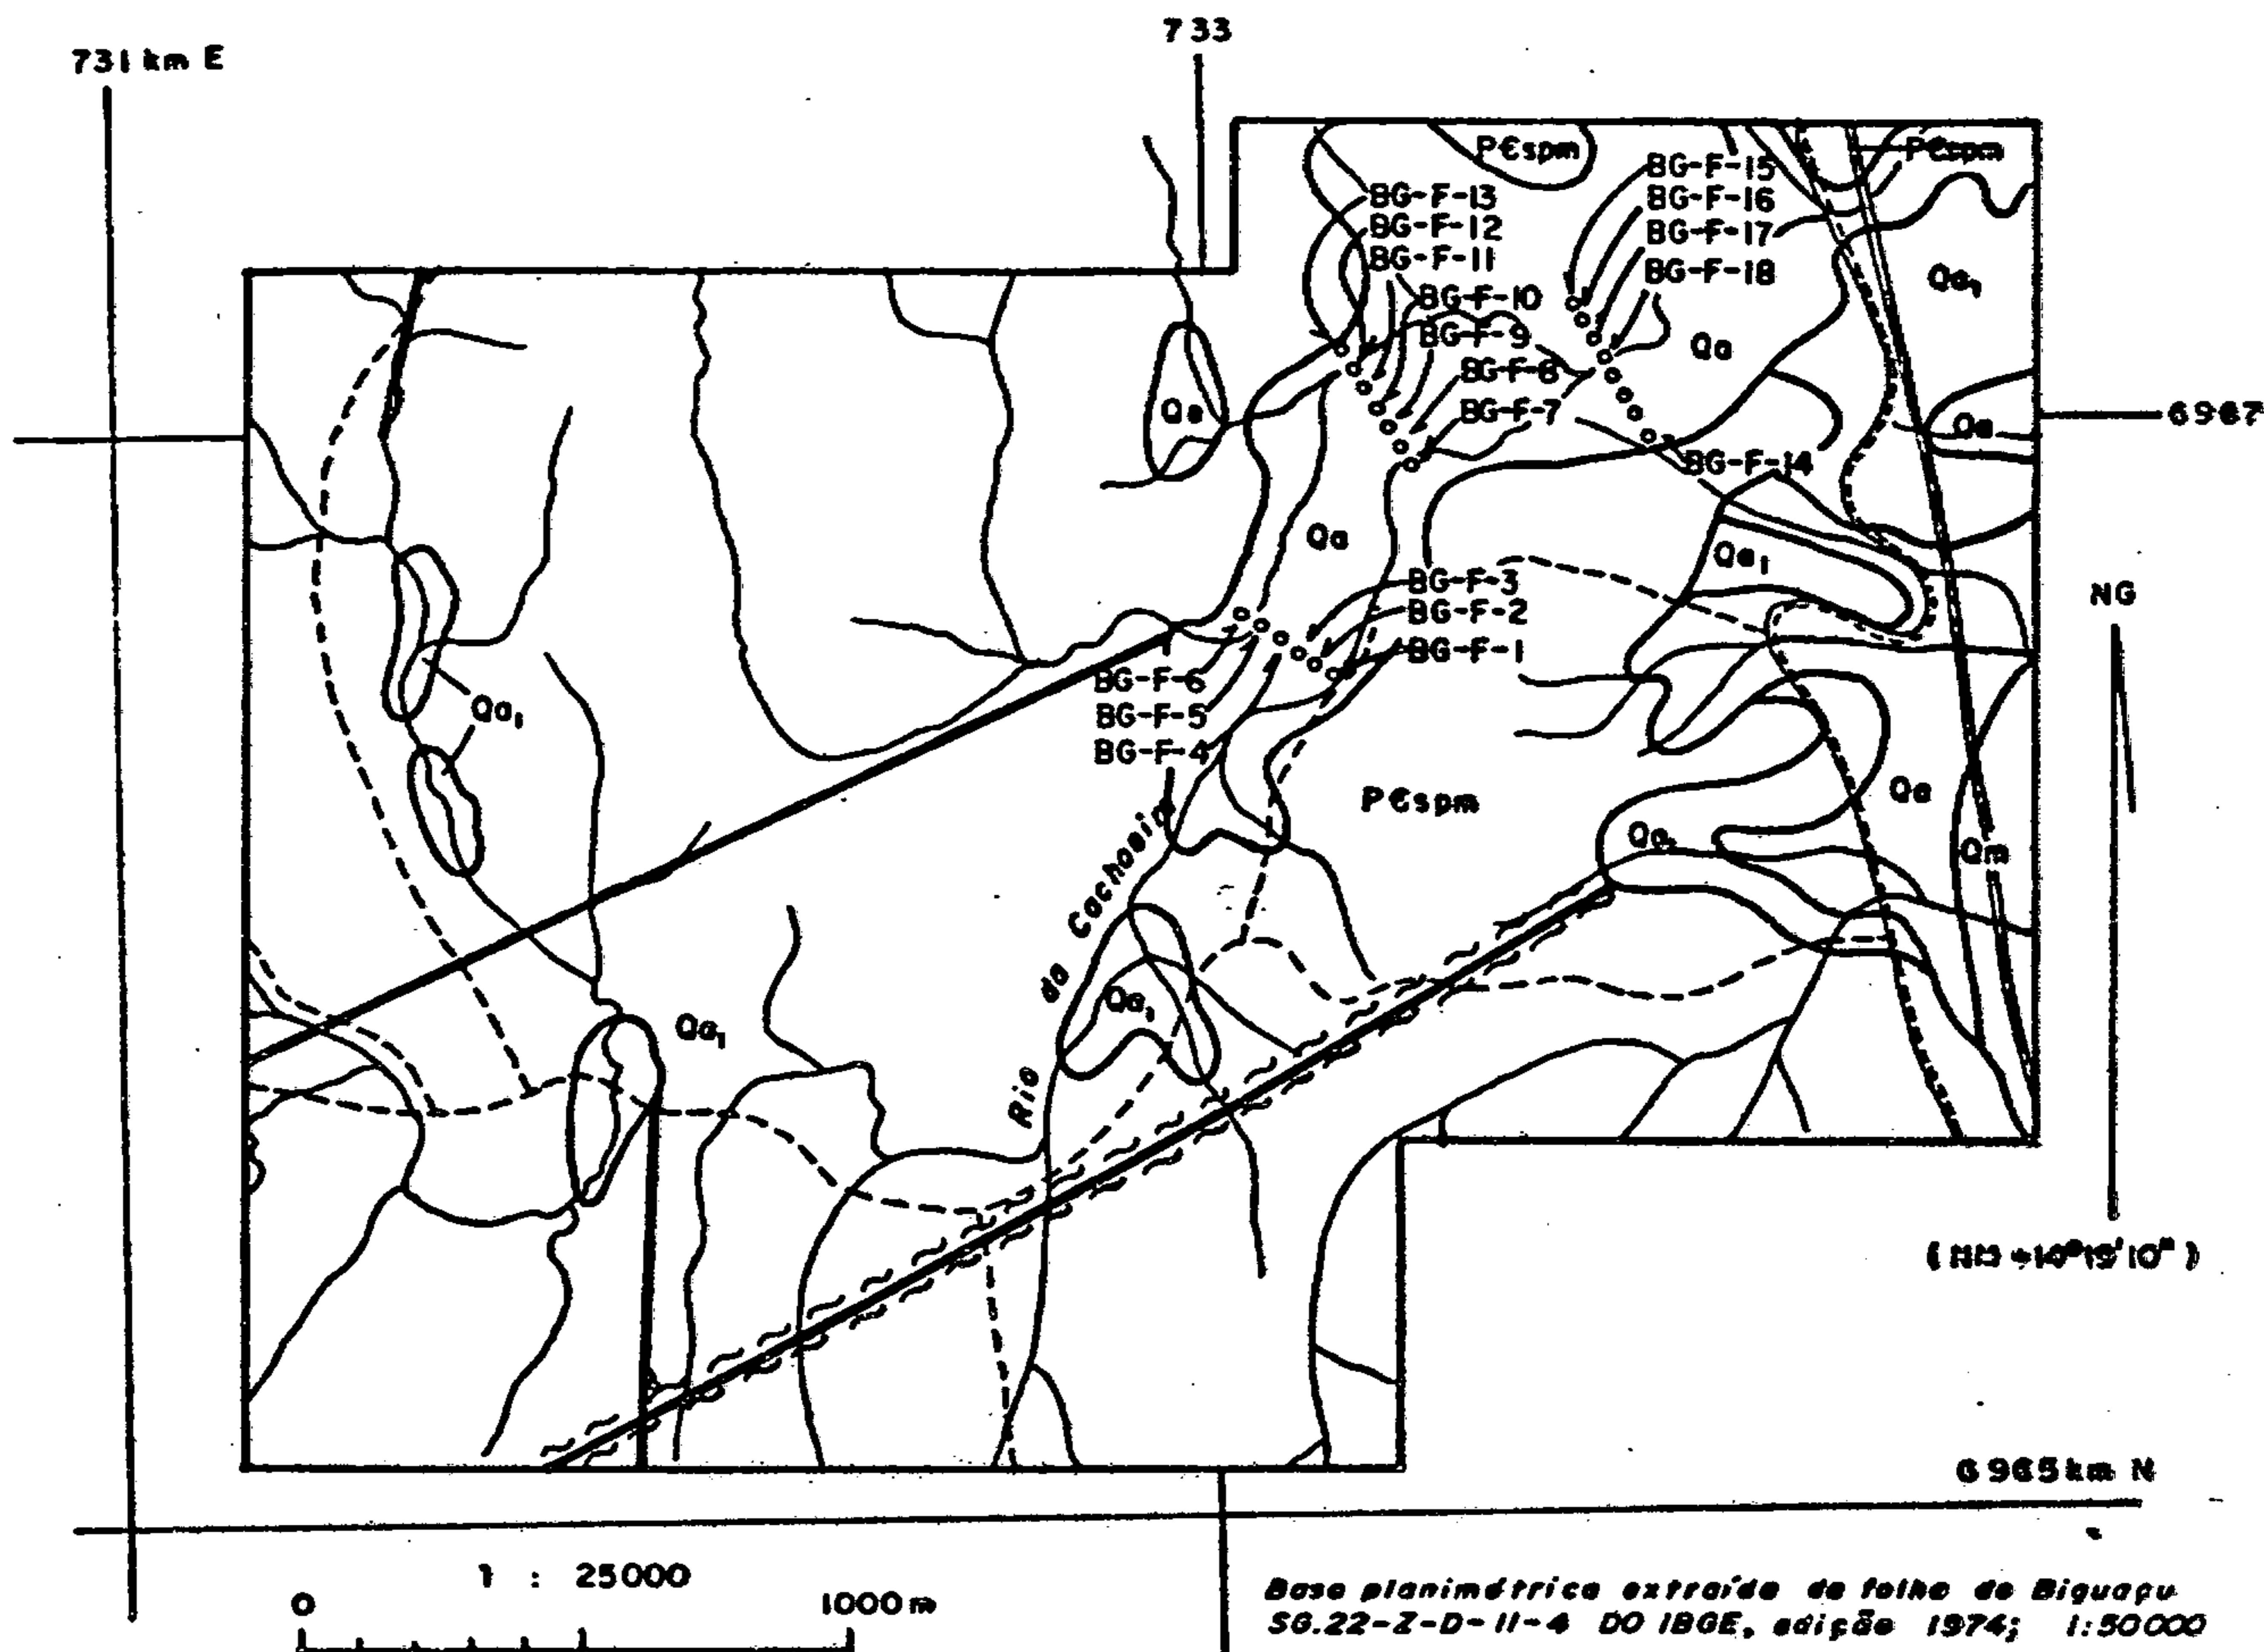 731 km E
733
PЄspm
PЄspm
BG-F-15
BG-F-16
BG-F-17
BG-F-18
BG-F-13
BG-F-12
BG-F-11
BG-F-10
BG-F-9
BG-F-8
BG-F-7
Qa₁
Qa
Qa
Qa
6967
BG-F-14
Qa
Qa₁
BG-F-3
BG-F-2
BG-F-1
NG
BG-F-6
BG-F-5
BG-F-4
Qa₁
PЄspm
Qa
Qa
Qm
Rio da Cachoeira
Qa₁
Qa₁
(NM
6965 km N
1 : 25000
0 1000 m
Base planimétrica extraída da folha de Biguaçu
SG.22-Z-D-II-4 DO IBGE, edição 1974; 1:50000